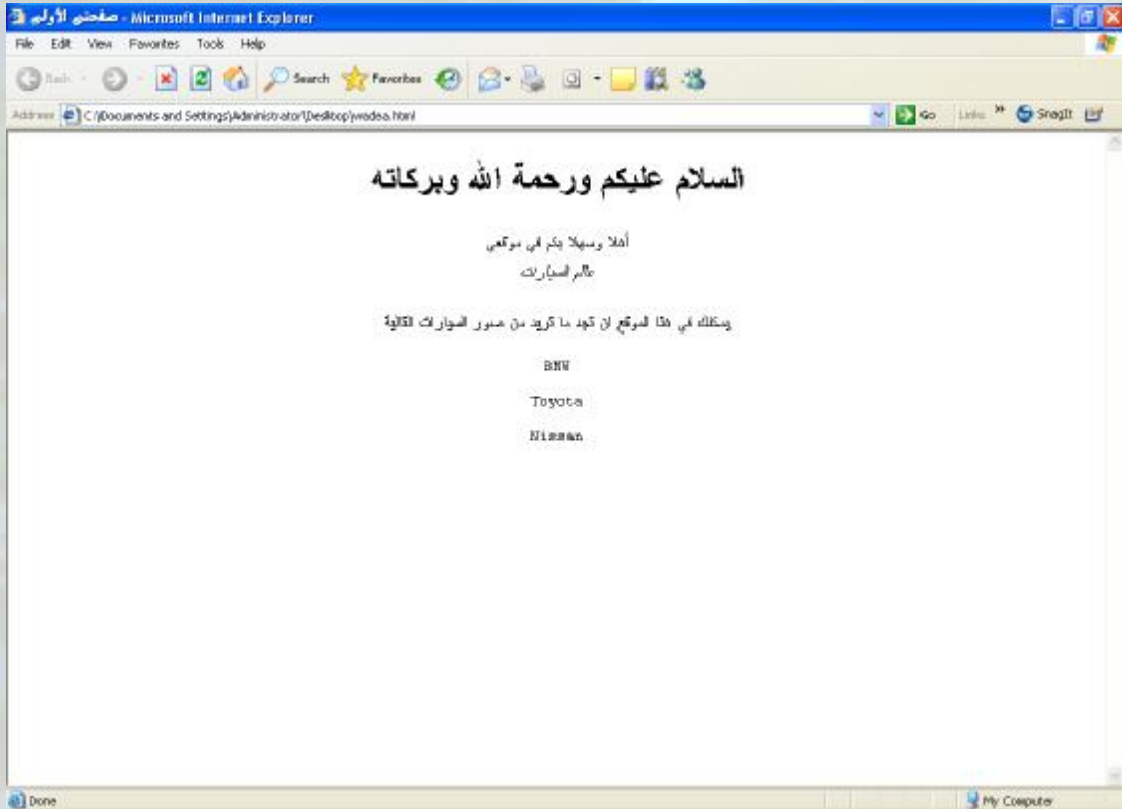 صفحتي الأولى - Microsoft Internet Explorer
File Edit View Favorites Tools Help
Back Search Favorites
Address C:\Documents and Settings\Administrator\Desktop\wadea.html Go Links » SnagIt
السلام عليكم ورحمة الله وبركاته
أهلا وسهلا بكم في موقعي
عالم السيارات
يمكنك في هذا الموقع ان تجد ما تريد من صور السيارات التالية
BMW
Toyota
Nissan
Done My Computer